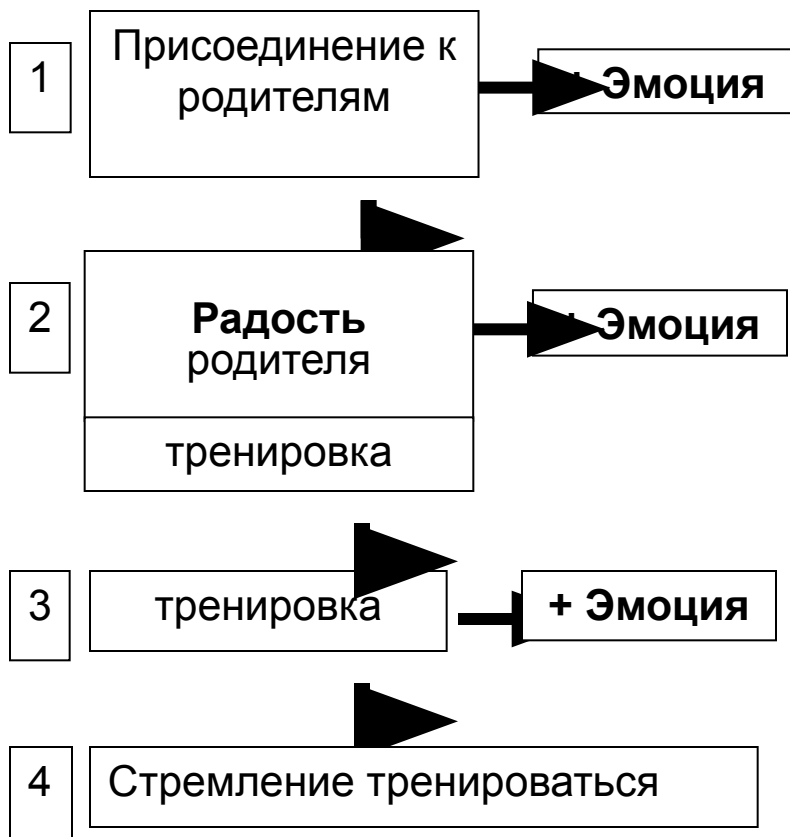 1
Присоединение к
родителям
+ Эмоция
2
Радость
родителя
+ Эмоция
тренировка
3
тренировка
+ Эмоция
4
Стремление тренироваться